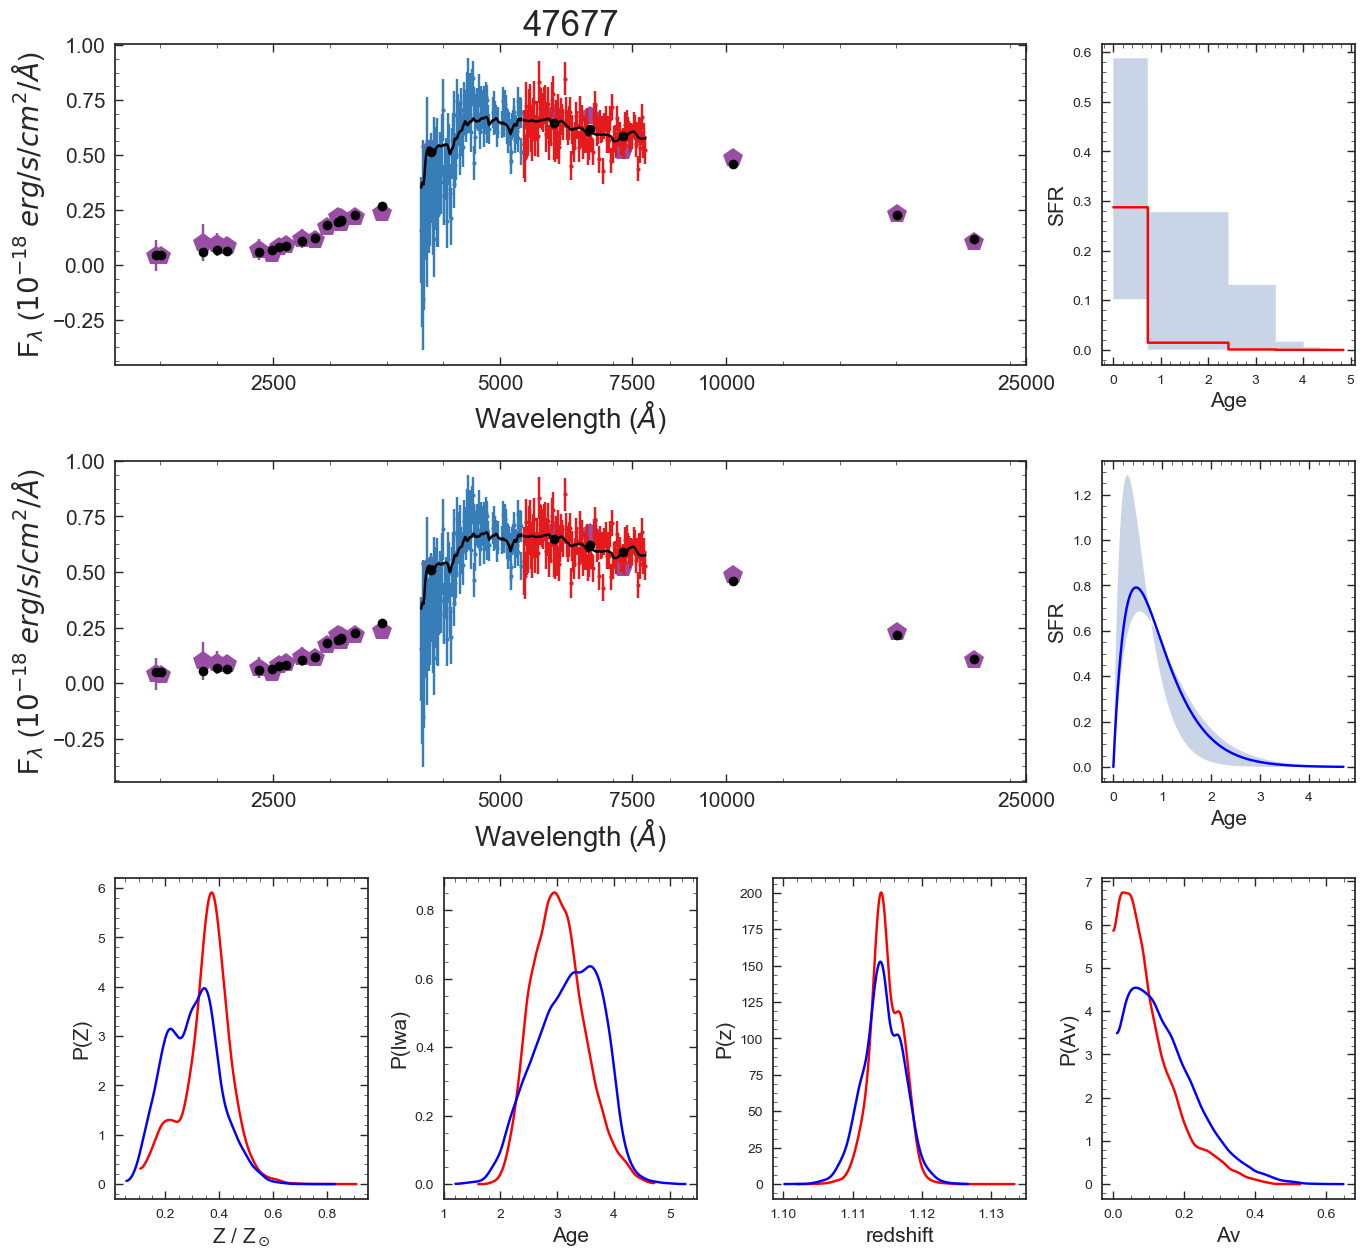 47677
1.00
0.75
0.50
0.25
0.00
−0.25
F_λ (10^−18 erg/s/cm^2/Å)
2500 5000 7500 10000 25000
Wavelength (Å)
0.6
0.5
0.4
0.3
0.2
0.1
0.0
SFR
0 1 2 3 4 5
Age
1.00
0.75
0.50
0.25
0.00
−0.25
F_λ (10^−18 erg/s/cm^2/Å)
2500 5000 7500 10000 25000
Wavelength (Å)
1.2
1.0
0.8
0.6
0.4
0.2
0.0
SFR
0 1 2 3 4
Age
6
5
4
3
2
1
0
P(Z)
0.2 0.4 0.6 0.8
Z / Z_⊙
0.8
0.6
0.4
0.2
0.0
P(lwa)
1 2 3 4 5
Age
200
175
150
125
100
75
50
25
0
P(z)
1.10 1.11 1.12 1.13
redshift
7
6
5
4
3
2
1
0
P(Av)
0.0 0.2 0.4 0.6
Av